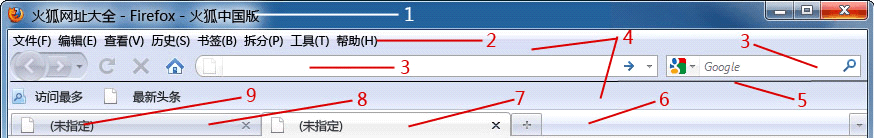 火狐网址大全 - Firefox - 火狐中国版 1
文件(F) 编辑(E) 查看(V) 历史(S) 书签(B) 拆分(P) 工具(T) 帮助(H) 2 4 3
3 Google
访问最多 最新头条 5
9 8 7 6
(未指定) (未指定)